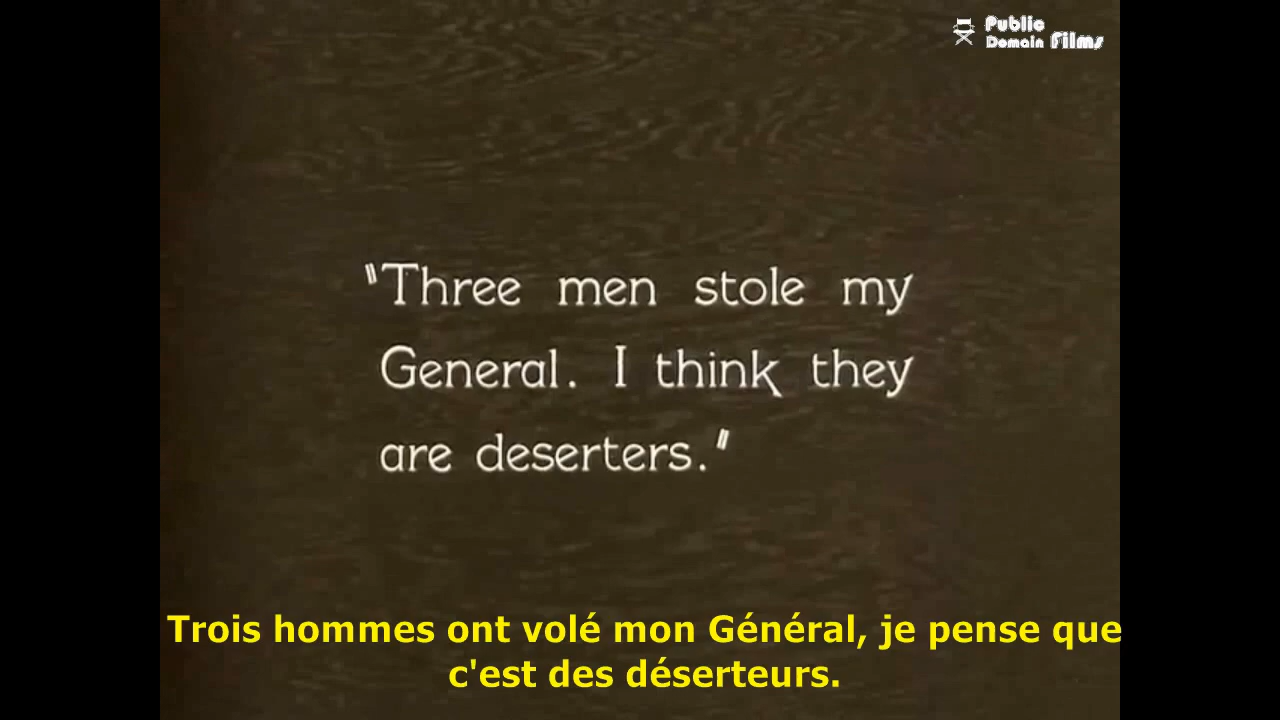 Public
Domain Films
"Three men stole my
General. I think they
are deserters."
Trois hommes ont volé mon Général, je pense que
c'est des déserteurs.